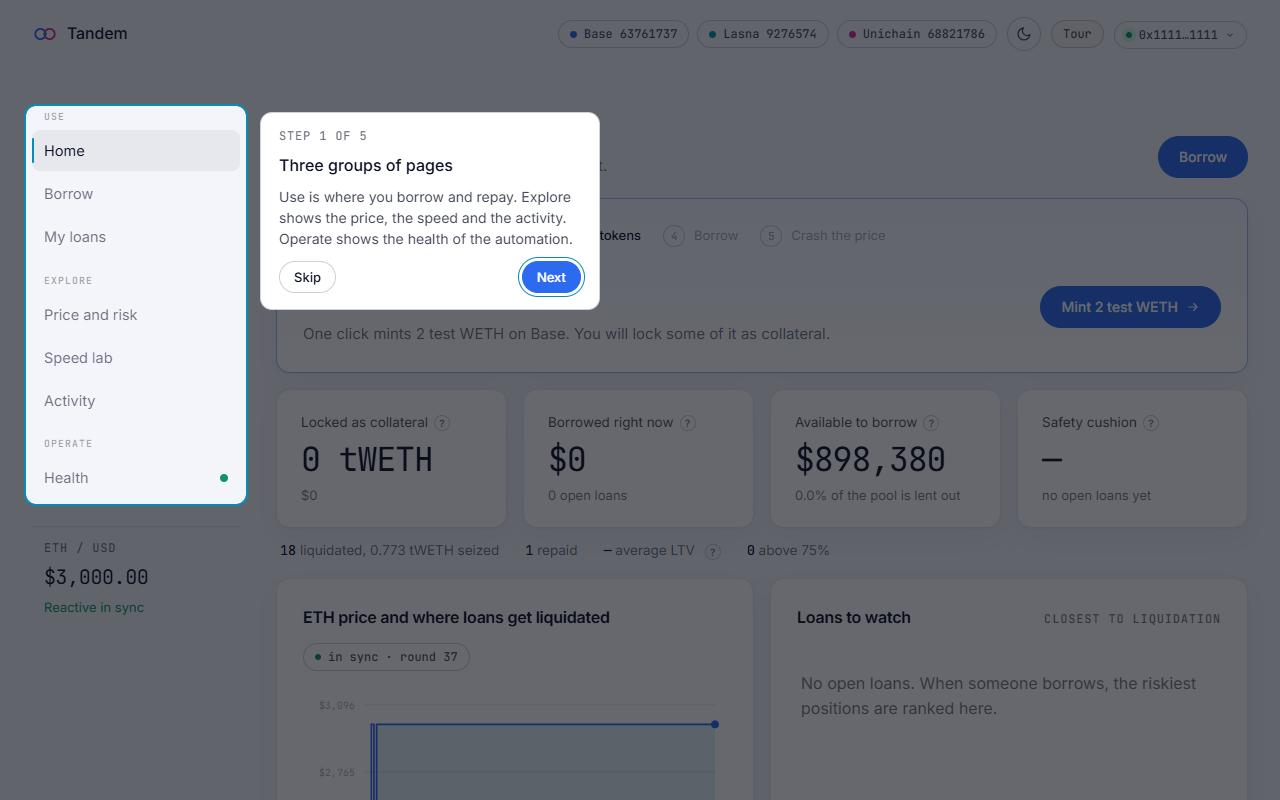 Tandem
Base 63761737
Lasna 9276574
Unichain 68821786
Tour
0x1111…1111
USE
Home
Borrow
My loans
EXPLORE
Price and risk
Speed lab
Activity
OPERATE
Health
ETH / USD
$3,000.00
Reactive in sync
STEP 1 OF 5
Three groups of pages
Use is where you borrow and repay. Explore
shows the price, the speed and the activity.
Operate shows the health of the automation.
Skip
Next
t.
Borrow
tokens
4 Borrow
5 Crash the price
One click mints 2 test WETH on Base. You will lock some of it as collateral.
Mint 2 test WETH →
Locked as collateral ?
0 tWETH
$0
Borrowed right now ?
$0
0 open loans
Available to borrow ?
$898,380
0.0% of the pool is lent out
Safety cushion ?
—
no open loans yet
18 liquidated, 0.773 tWETH seized
1 repaid
— average LTV ?
0 above 75%
ETH price and where loans get liquidated
in sync · round 37
$3,096
$2,765
Loans to watch
CLOSEST TO LIQUIDATION
No open loans. When someone borrows, the riskiest
positions are ranked here.